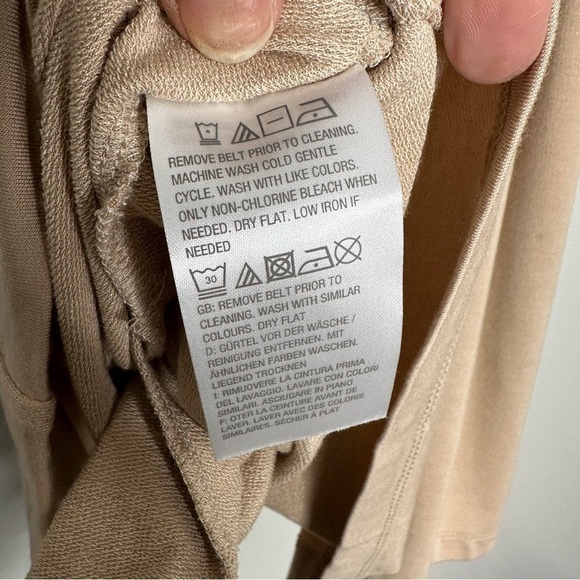 REMOVE BELT PRIOR TO CLEANING.
MACHINE WASH COLD GENTLE
CYCLE. WASH WITH LIKE COLORS.
ONLY NON-CHLORINE BLEACH WHEN
NEEDED. DRY FLAT. LOW IRON IF
NEEDED
30
GB: REMOVE BELT PRIOR TO
CLEANING. WASH WITH SIMILAR
COLOURS. DRY FLAT
D: GÜRTEL VOR DER WÄSCHE/
REINIGUNG ENTFERNEN. MIT
ÄHNLICHEN FARBEN WASCHEN.
LIEGEND TROCKNEN
I: RIMUOVERE LA CINTURA PRIMA
DEL LAVAGGIO. LAVARE CON COLORI
SIMILARI. ASCIUGARE IN PIANO
F: OTER LA CEINTURE AVANT DE
LAVER. LAVER AVEC DES COLORIS
SIMILAIRES. SÉCHER À PLAT